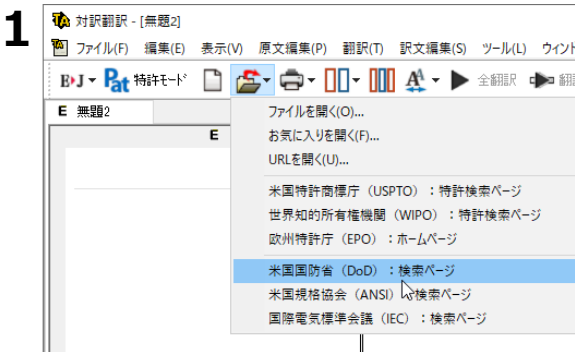 1
対訳翻訳 - [無題2]
ファイル(F) 編集(E) 表示(V) 原文編集(P) 翻訳(T) 訳文編集(S) ツール(L) ウィント
E▸J Pat 特許モード 全翻訳 翻
E 無題2
E
ファイルを開く(O)...
お気に入りを開く(F)...
URLを開く(U)...
米国特許商標庁（USPTO）：特許検索ページ
世界知的所有権機関（WIPO）：特許検索ページ
欧州特許庁（EPO）：ホームページ
米国国防省（DoD）：検索ページ
米国規格協会（ANSI）：検索ページ
国際電気標準会議（IEC）：検索ページ